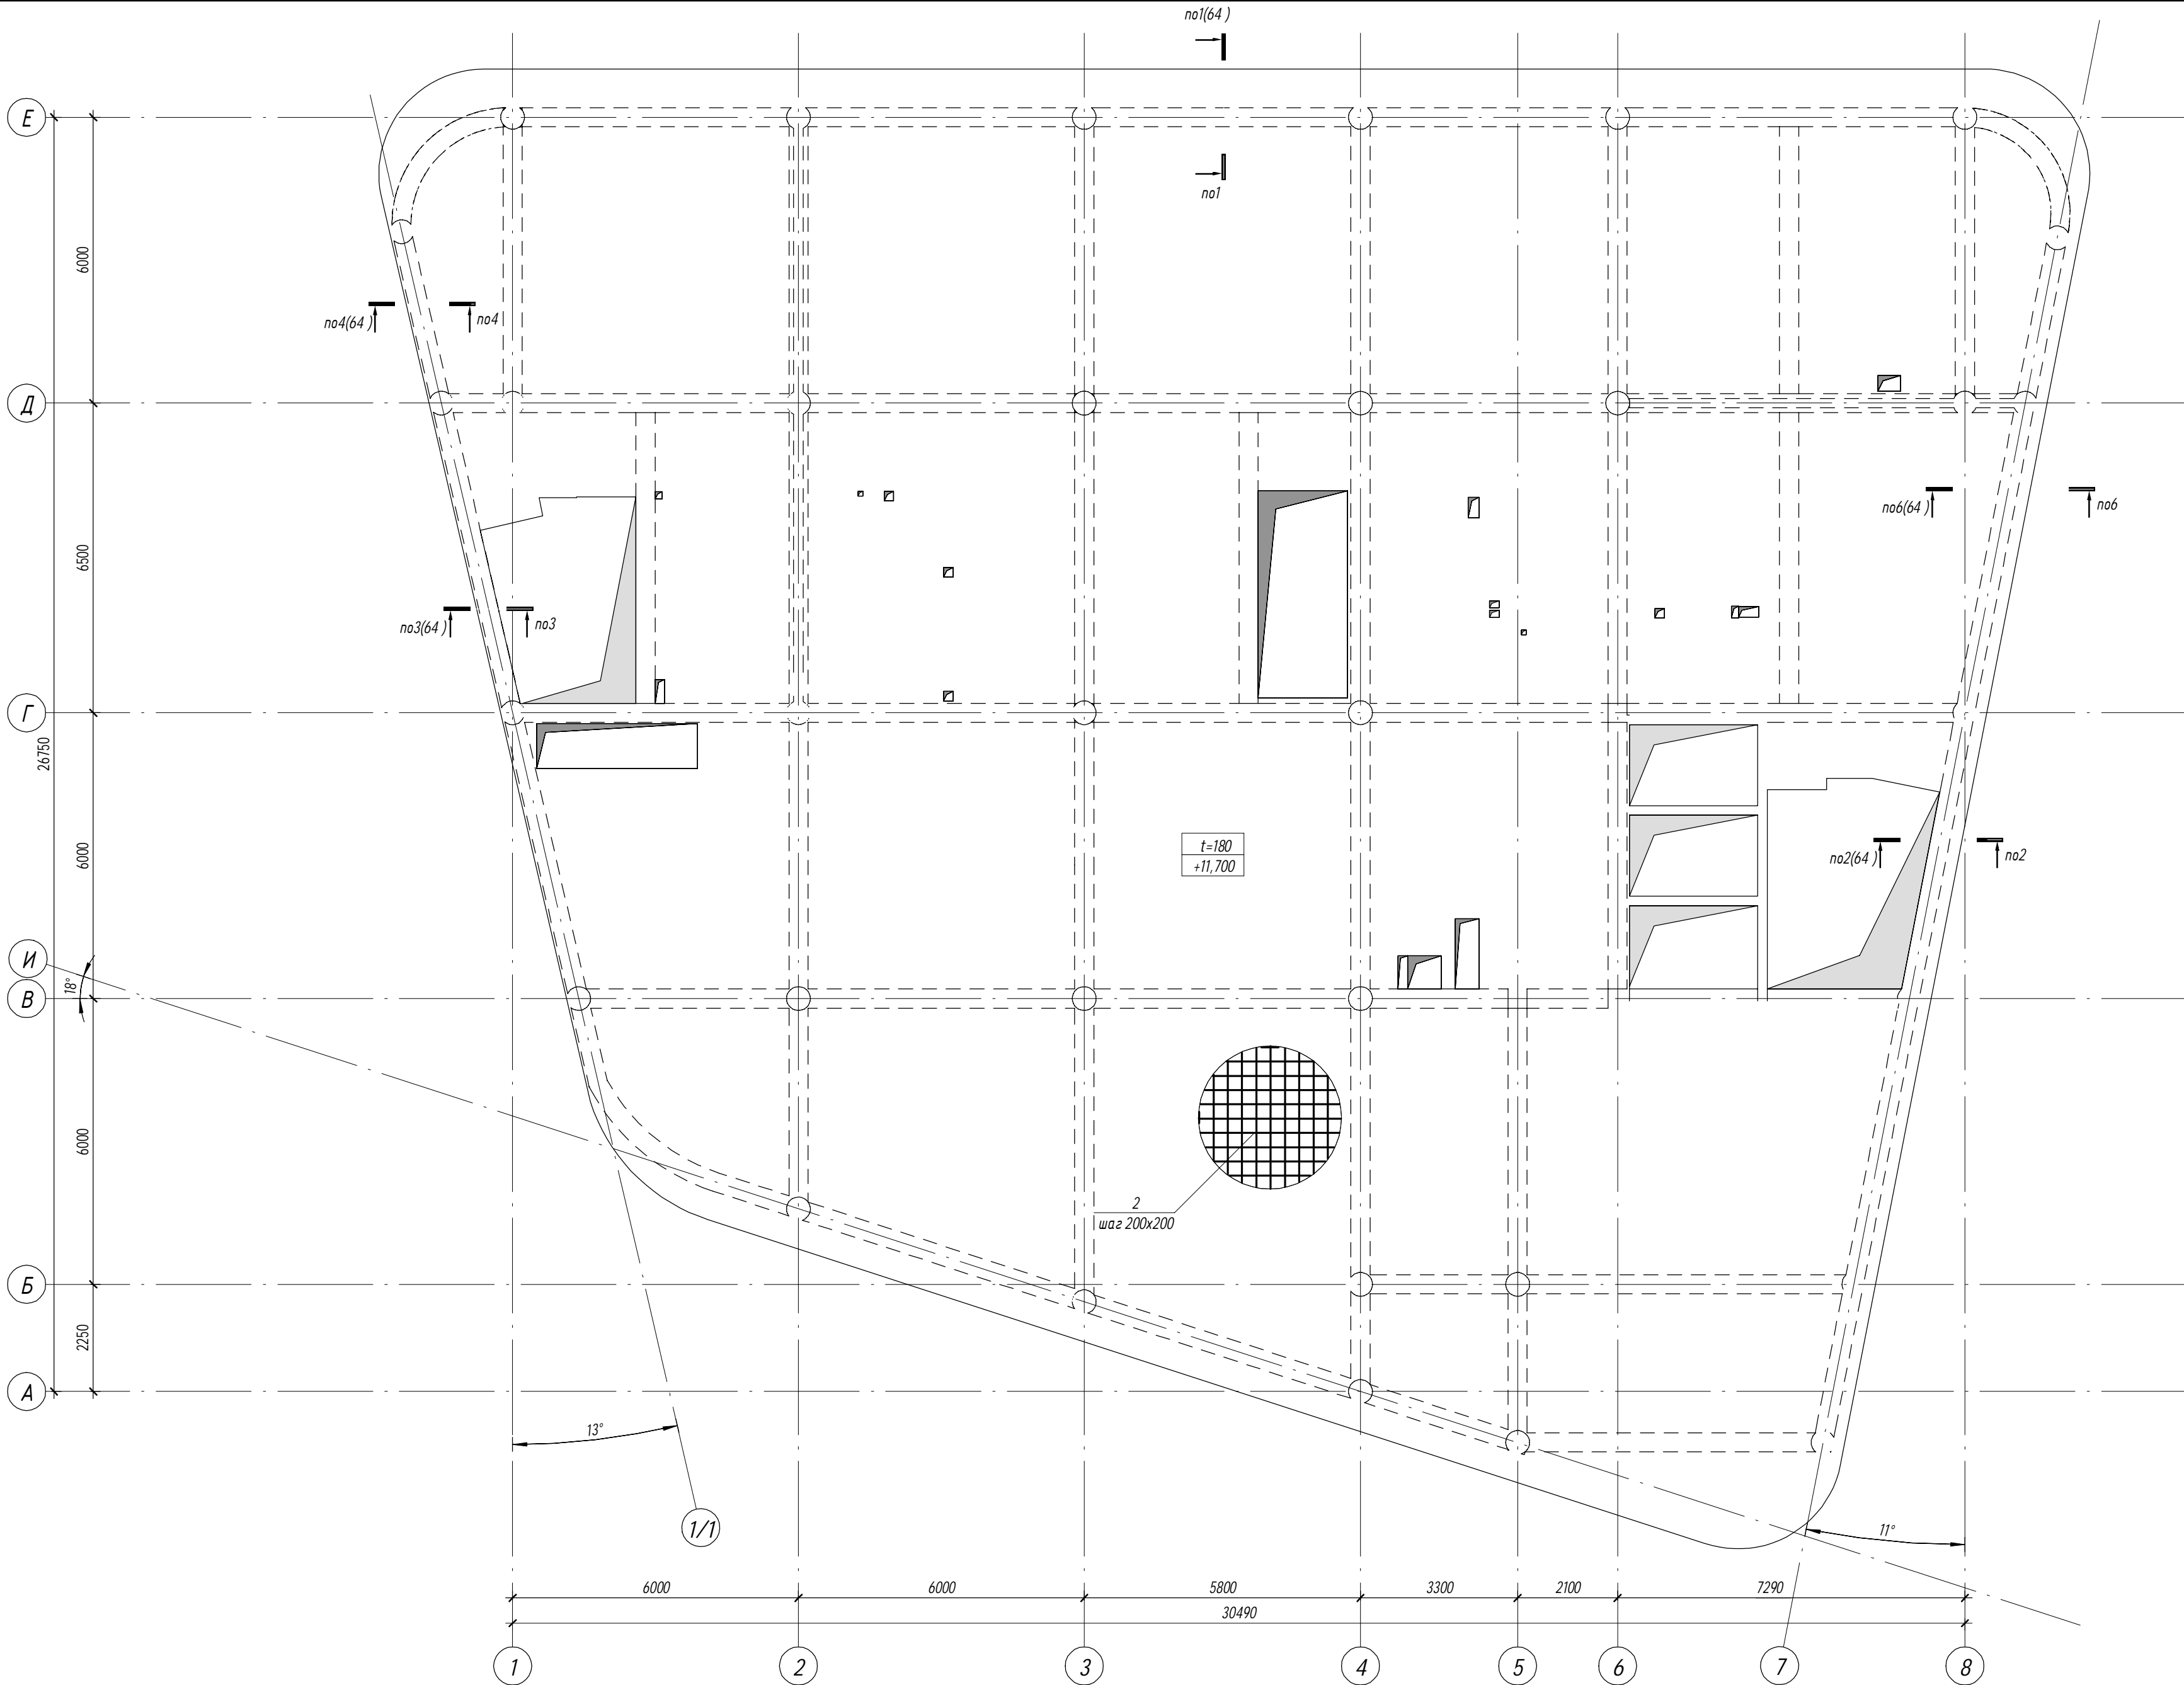 по1(64 )
Е
по1
6000
по4(64 )
по4
Д
по6(64 )
по6
6500
по3(64 )
по3
Г
26750
t=180
+11,700
6000
по2(64 )
по2
И
18°
В
6000
2
шаг 200х200
Б
2250
А
13°
1/1
11°
6000
6000
5800
3300
2100
7290
30490
1
2
3
4
5
6
7
8